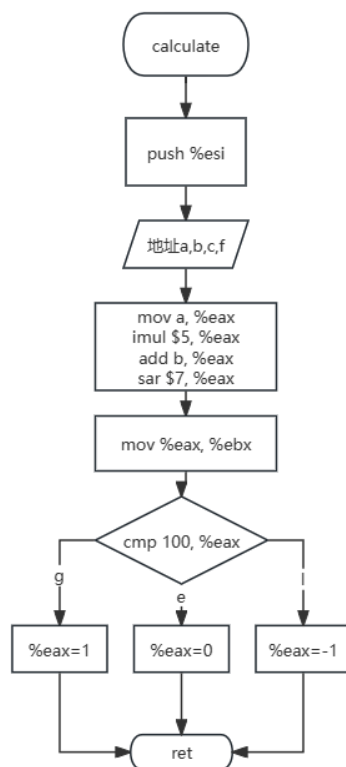 calculate
push %esi
地址a,b,c,f
mov a, %eax
imul $5, %eax
add b, %eax
sar $7, %eax
mov %eax, %ebx
cmp 100, %eax
g
e
l
%eax=1
%eax=0
%eax=-1
ret